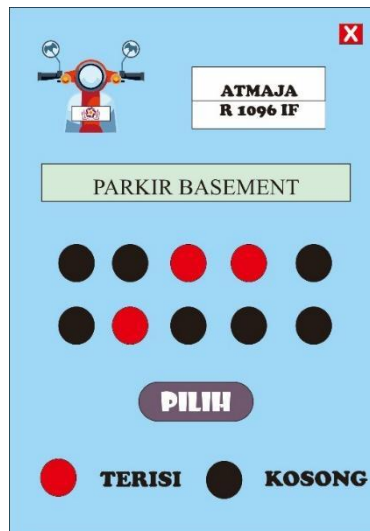 X
ATMAJA
R 1096 IF
PARKIR BASEMENT
PILIH
TERISI
KOSONG